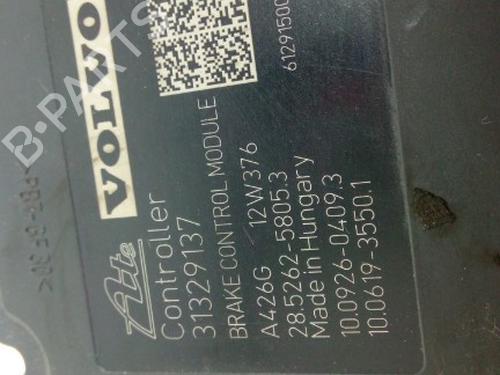 VOLVO
Ate
Controller
31329137
BRAKE CONTROL MODULE
A426G 12W376
28.5262-5805.3
Made in Hungary
10.0926-0409.3
10.0619-3550.1
B-PARTS